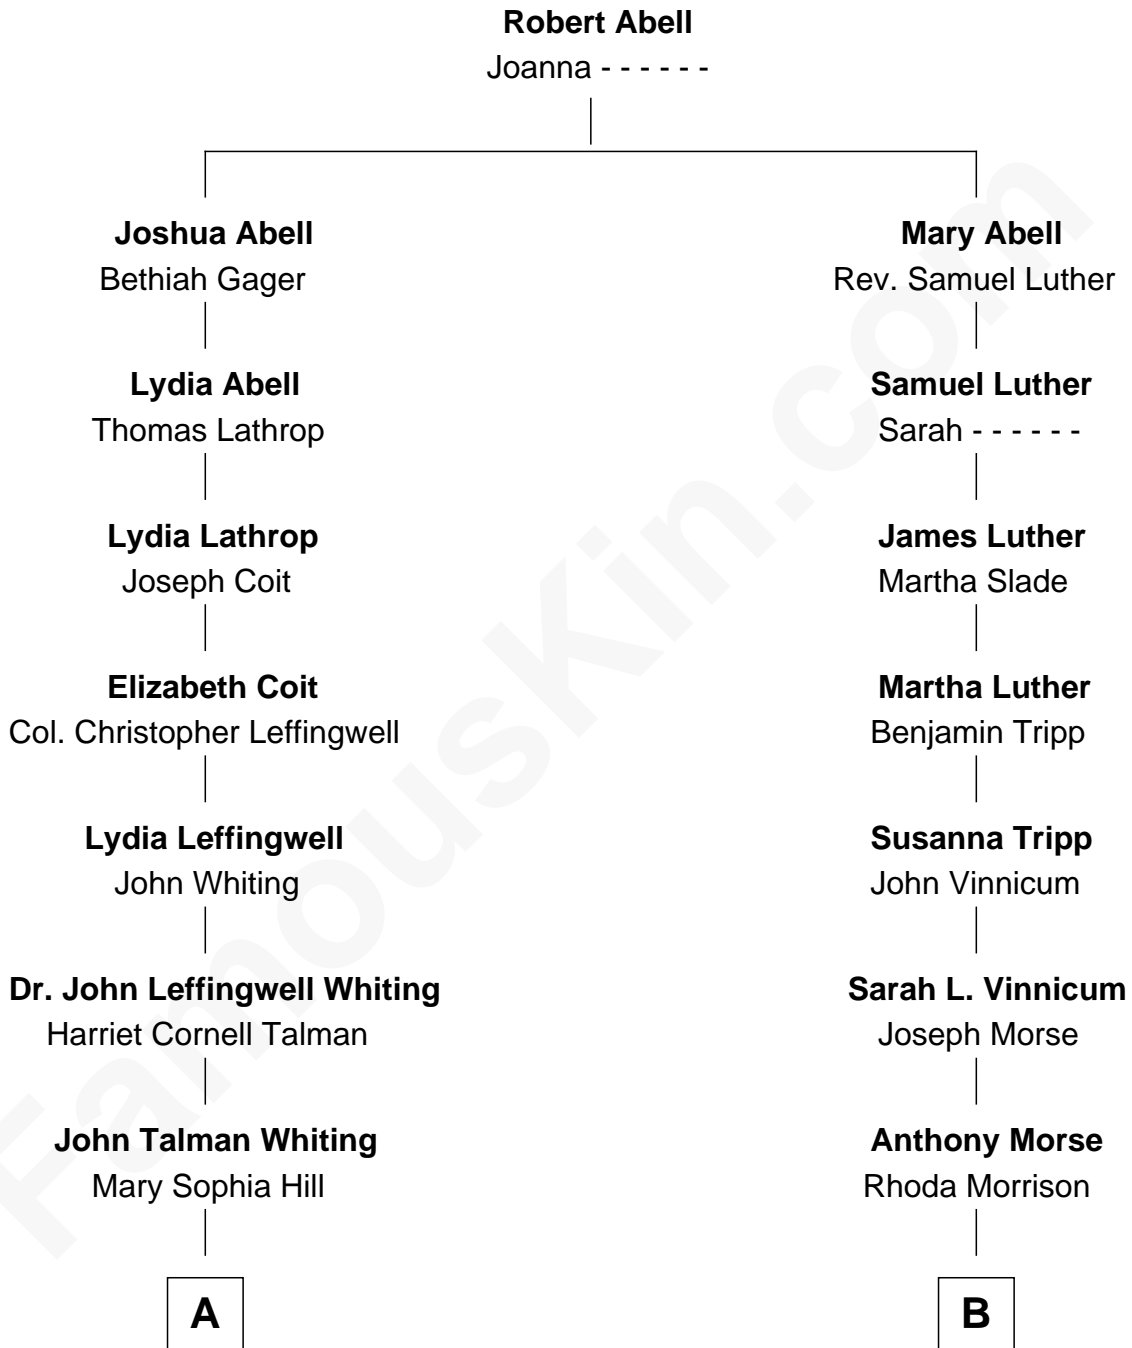 Robert Abell
Joanna - - - - - -
Joshua Abell
Bethiah Gager
Mary Abell
Rev. Samuel Luther
Lydia Abell
Thomas Lathrop
Samuel Luther
Sarah - - - - - -
Lydia Lathrop
Joseph Coit
James Luther
Martha Slade
Elizabeth Coit
Col. Christopher Leffingwell
Martha Luther
Benjamin Tripp
Lydia Leffingwell
John Whiting
Susanna Tripp
John Vinnicum
Dr. John Leffingwell Whiting
Harriet Cornell Talman
Sarah L. Vinnicum
Joseph Morse
John Talman Whiting
Mary Sophia Hill
Anthony Morse
Rhoda Morrison
A
B
FamousKin.com